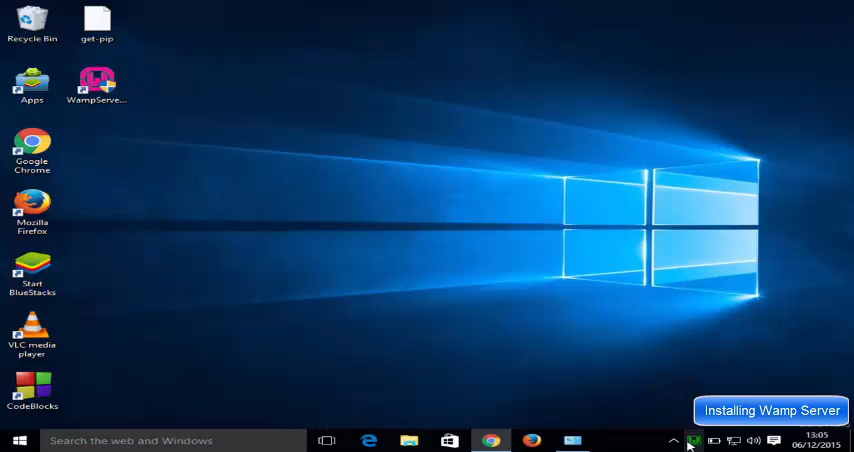 Recycle Bin
get-pip
Apps
WampServe...
Google
Chrome
Mozilla
Firefox
Start
BlueStacks
VLC media
player
CodeBlocks
Installing Wamp Server
Search the web and Windows
13:05
06/12/2015